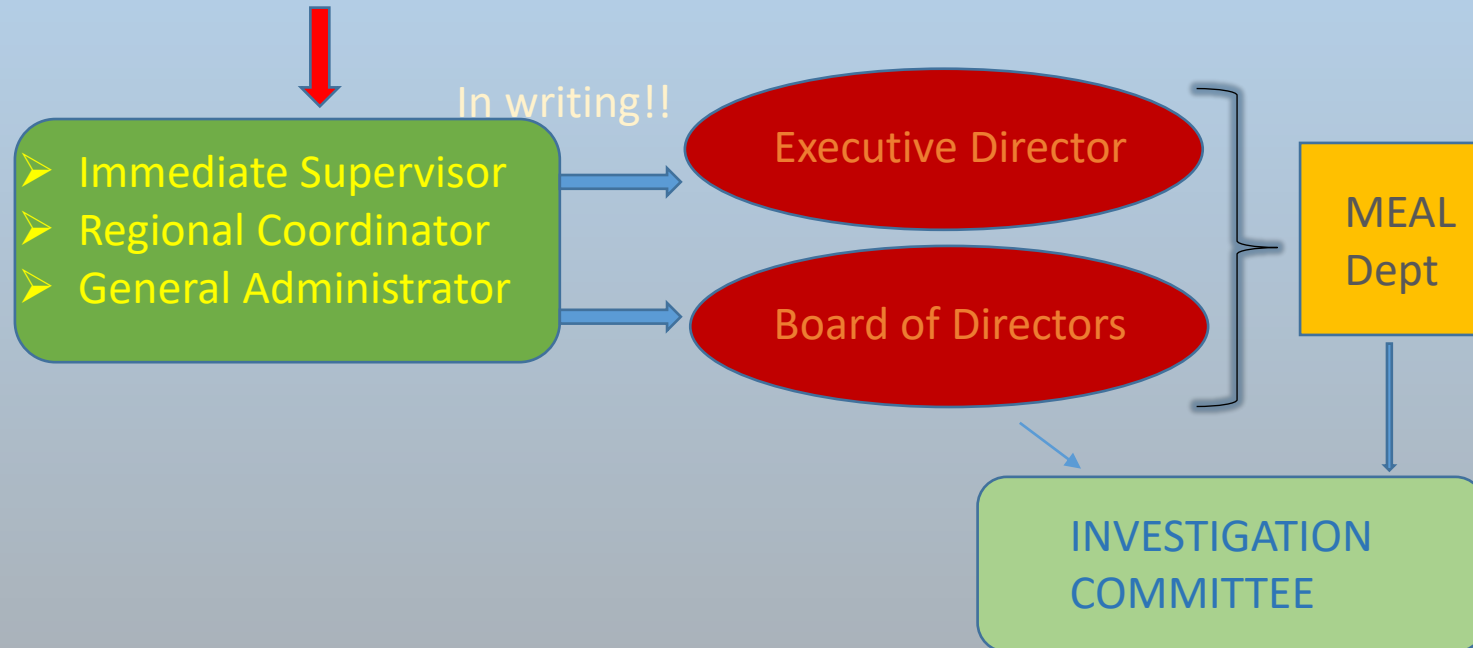 In writing!!
➢ Immediate Supervisor
➢ Regional Coordinator
➢ General Administrator
Executive Director
Board of Directors
MEAL
Dept
INVESTIGATION
COMMITTEE